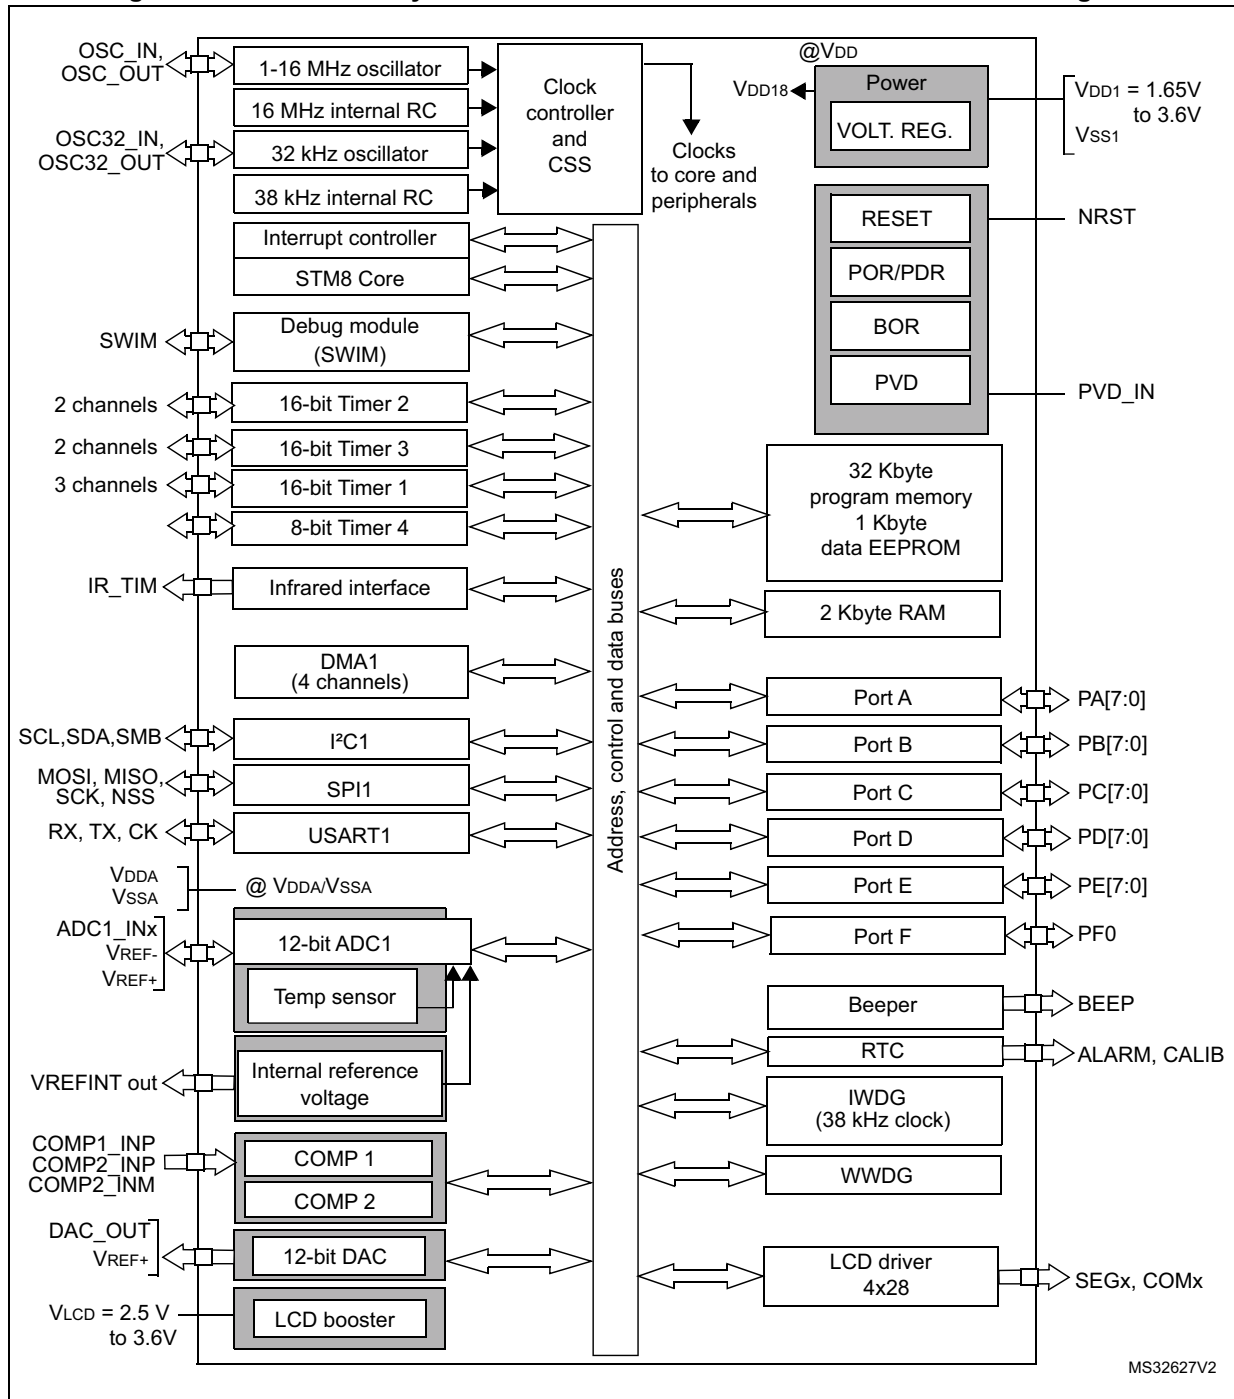 OSC_IN,
OSC_OUT
1-16 MHz oscillator
16 MHz internal RC
OSC32_IN,
OSC32_OUT
32 kHz oscillator
38 kHz internal RC
Clock
controller
and
CSS
Clocks
to core and
peripherals
@VDD
VDD18
Power
VOLT. REG.
VDD1 = 1.65V
to 3.6V
VSS1
RESET
NRST
POR/PDR
BOR
PVD
PVD_IN
Interrupt controller
STM8 Core
SWIM
Debug module
(SWIM)
2 channels
16-bit Timer 2
2 channels
16-bit Timer 3
3 channels
16-bit Timer 1
8-bit Timer 4
IR_TIM
Infrared interface
DMA1
(4 channels)
SCL,SDA,SMB
I²C1
MOSI, MISO,
SCK, NSS
SPI1
RX, TX, CK
USART1
VDDA
VSSA
@ VDDA/VSSA
ADC1_INx
VREF-
VREF+
12-bit ADC1
Temp sensor
VREFINT out
Internal reference
voltage
COMP1_INP
COMP2_INP
COMP2_INM
COMP 1
COMP 2
DAC_OUT
VREF+
12-bit DAC
VLCD = 2.5 V
to 3.6V
LCD booster
Address, control and data buses
32 Kbyte
program memory
1 Kbyte
data EEPROM
2 Kbyte RAM
Port A
PA[7:0]
Port B
PB[7:0]
Port C
PC[7:0]
Port D
PD[7:0]
Port E
PE[7:0]
Port F
PF0
Beeper
BEEP
RTC
ALARM, CALIB
IWDG
(38 kHz clock)
WWDG
LCD driver
4x28
SEGx, COMx
MS32627V2